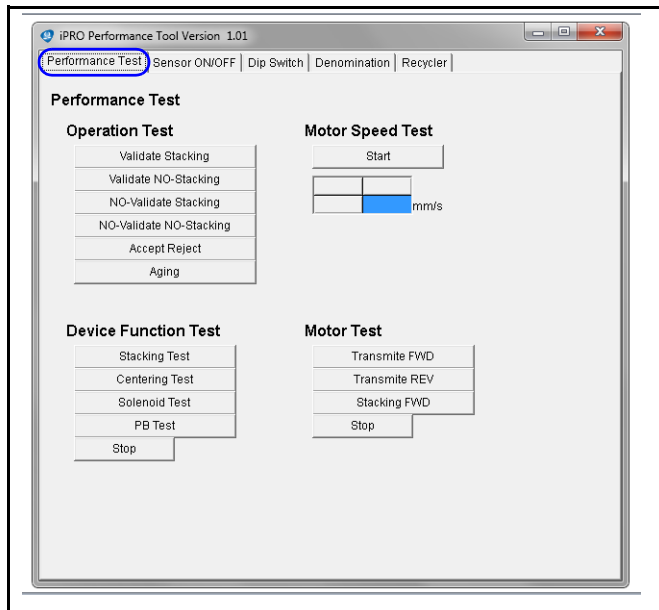 iPRO Performance Tool Version 1.01
Performance Test Sensor ON/OFF Dip Switch Denomination Recycler
Performance Test
Operation Test
Validate Stacking
Validate NO-Stacking
NO-Validate Stacking
NO-Validate NO-Stacking
Accept Reject
Aging
Motor Speed Test
Start
mm/s
Device Function Test
Stacking Test
Centering Test
Solenoid Test
PB Test
Stop
Motor Test
Transmite FWD
Transmite REV
Stacking FWD
Stop